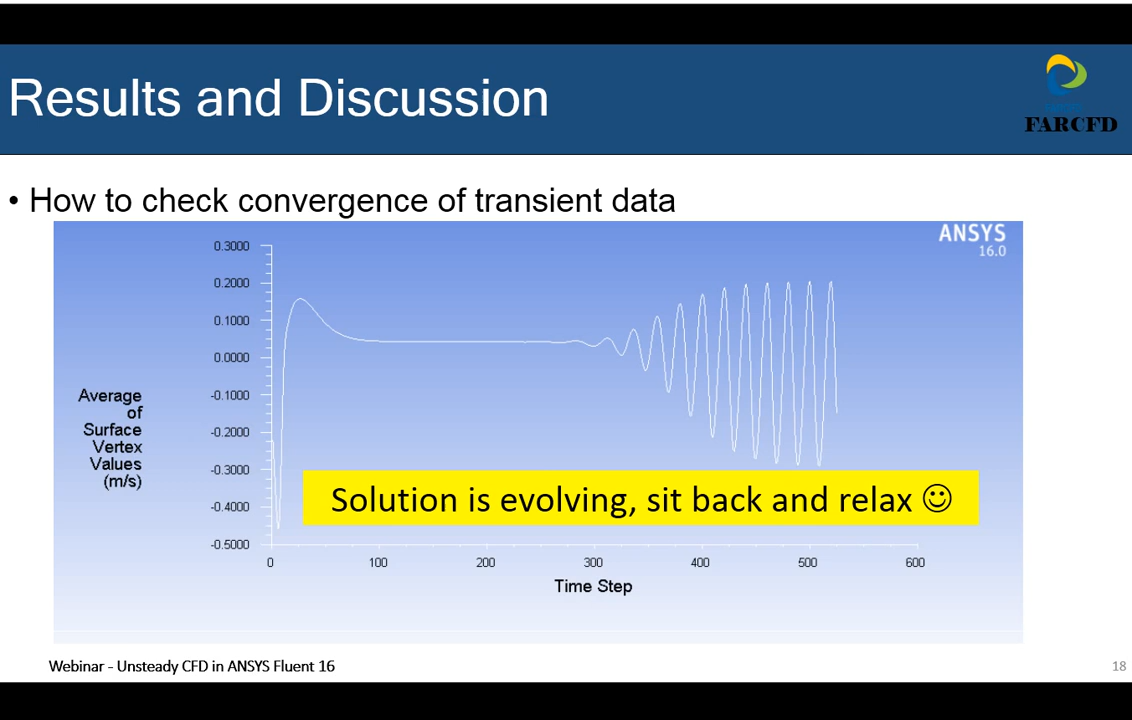 Results and Discussion
FARCFD
• How to check convergence of transient data
ANSYS
16.0
0.3000
0.2000
0.1000
0.0000
-0.1000
-0.2000
-0.3000
-0.4000
-0.5000
Average
of
Surface
Vertex
Values
(m/s)
Solution is evolving, sit back and relax ☺
0 100 200 300 400 500 600
Time Step
Webinar - Unsteady CFD in ANSYS Fluent 16
18